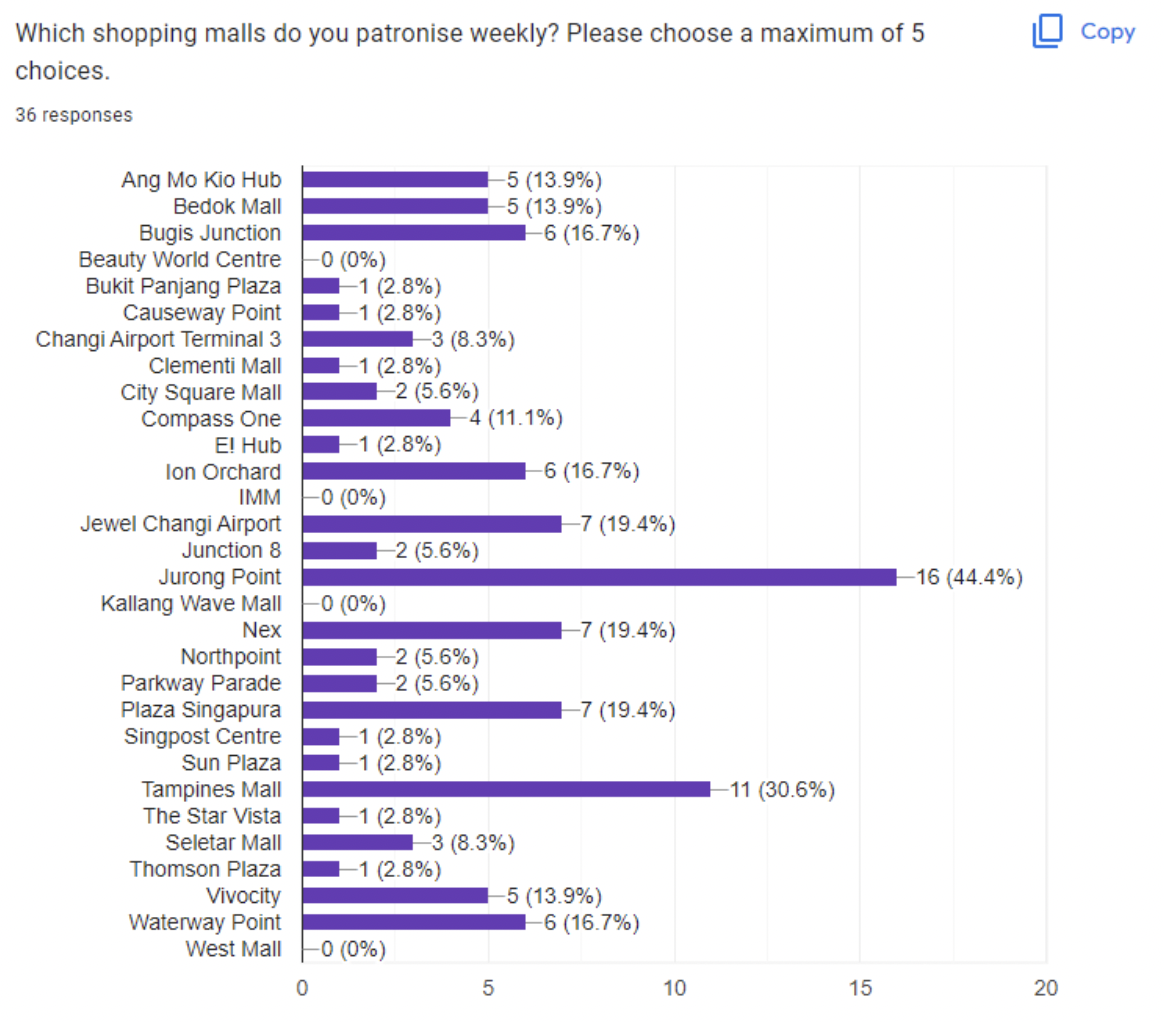 Which shopping malls do you patronise weekly? Please choose a maximum of 5
choices.
Copy
36 responses
Ang Mo Kio Hub 5 (13.9%)
Bedok Mall 5 (13.9%)
Bugis Junction 6 (16.7%)
Beauty World Centre 0 (0%)
Bukit Panjang Plaza 1 (2.8%)
Causeway Point 1 (2.8%)
Changi Airport Terminal 3 3 (8.3%)
Clementi Mall 1 (2.8%)
City Square Mall 2 (5.6%)
Compass One 4 (11.1%)
E! Hub 1 (2.8%)
Ion Orchard 6 (16.7%)
IMM 0 (0%)
Jewel Changi Airport 7 (19.4%)
Junction 8 2 (5.6%)
Jurong Point 16 (44.4%)
Kallang Wave Mall 0 (0%)
Nex 7 (19.4%)
Northpoint 2 (5.6%)
Parkway Parade 2 (5.6%)
Plaza Singapura 7 (19.4%)
Singpost Centre 1 (2.8%)
Sun Plaza 1 (2.8%)
Tampines Mall 11 (30.6%)
The Star Vista 1 (2.8%)
Seletar Mall 3 (8.3%)
Thomson Plaza 1 (2.8%)
Vivocity 5 (13.9%)
Waterway Point 6 (16.7%)
West Mall 0 (0%)
0 5 10 15 20